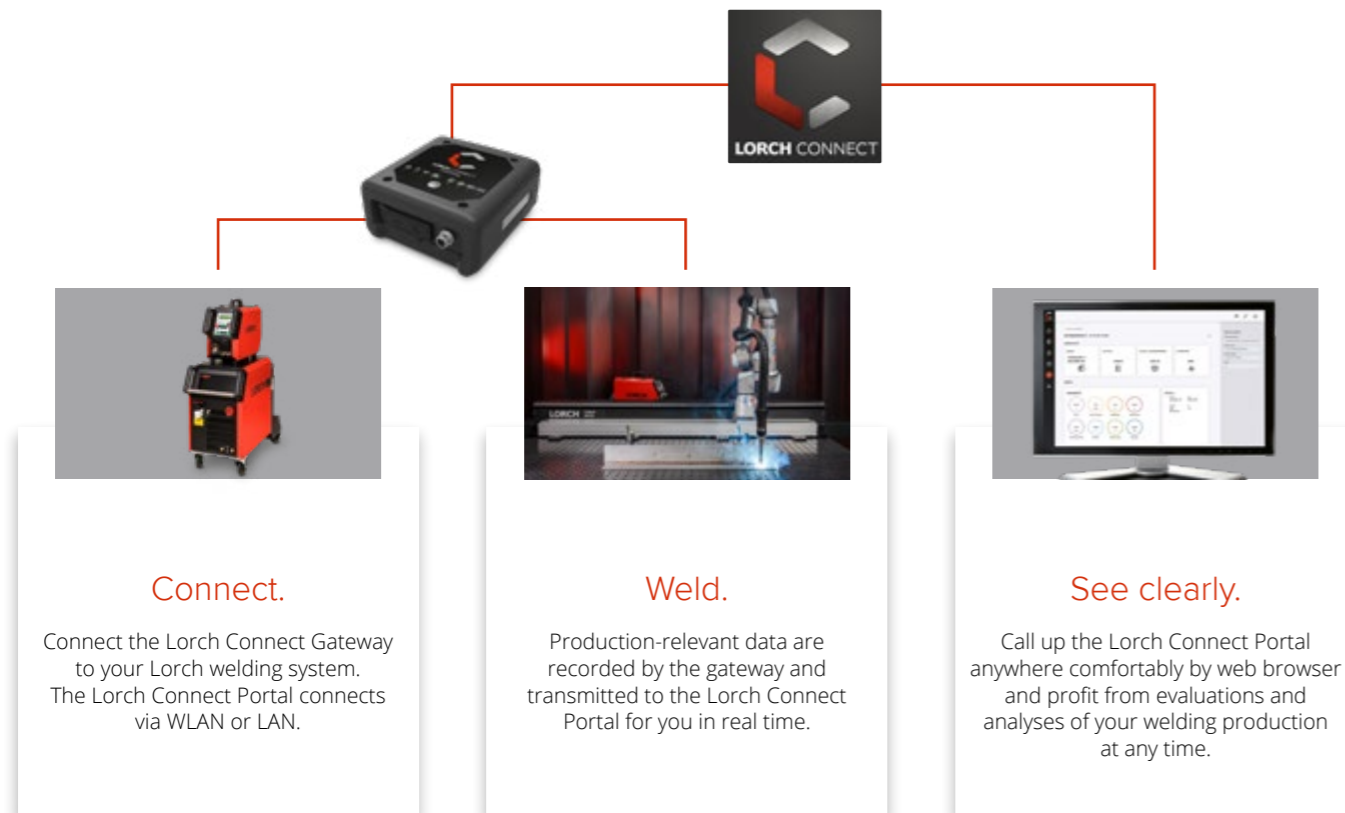 LORCH CONNECT
LORCH
Connect.
Connect the Lorch Connect Gateway
to your Lorch welding system.
The Lorch Connect Portal connects
via WLAN or LAN.
Weld.
Production-relevant data are
recorded by the gateway and
transmitted to the Lorch Connect
Portal for you in real time.
See clearly.
Call up the Lorch Connect Portal
anywhere comfortably by web browser
and profit from evaluations and
analyses of your welding production
at any time.